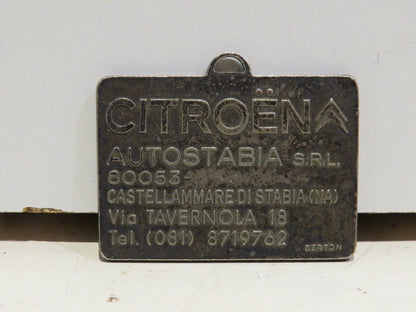 CITROËN
AUTOSTABIA S.R.L.
80053-
CASTELLAMMARE DI STABIA (NA)
Via TAVERNOLA 18
Tel. (081) 8719762
BERTON